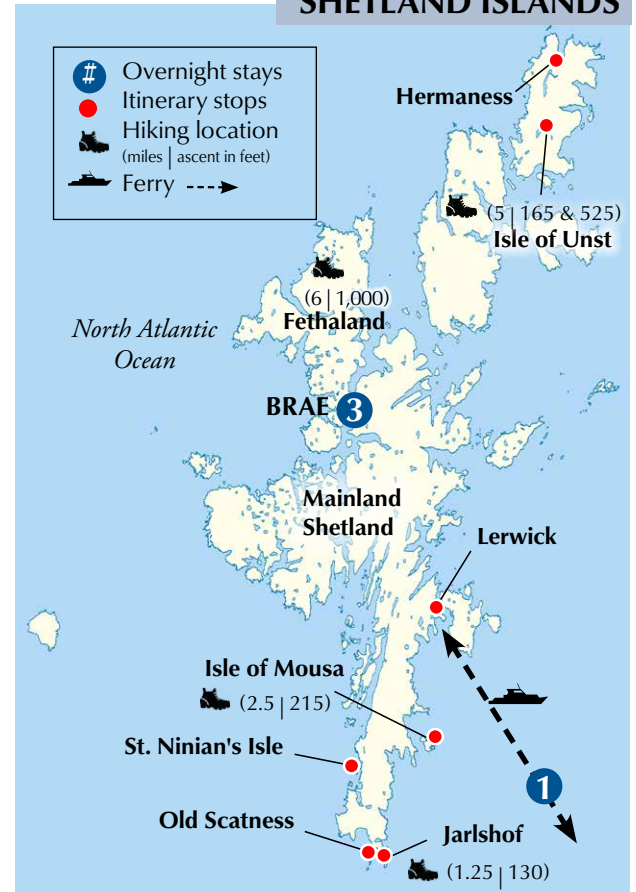 SHETLAND ISLANDS
# Overnight stays
Itinerary stops
Hiking location
(miles | ascent in feet)
Ferry
Hermaness
(5 | 165 & 525)
Isle of Unst
(6 | 1,000)
Fethaland
North Atlantic
Ocean
BRAE 3
Mainland
Shetland
Lerwick
Isle of Mousa
(2.5 | 215)
St. Ninian's Isle
1
Old Scatness
Jarlshof
(1.25 | 130)